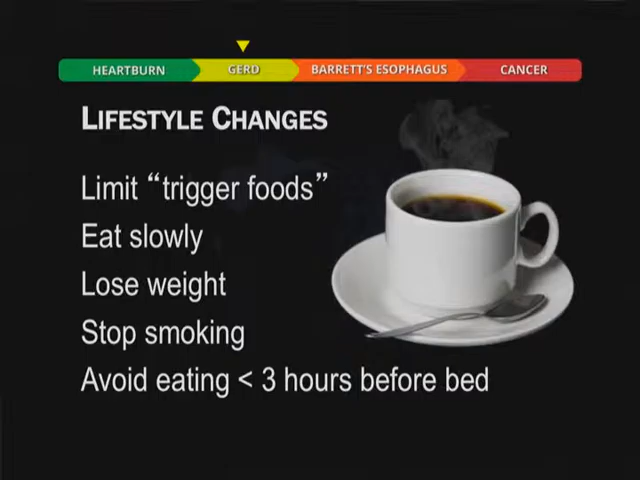 HEARTBURN GERD BARRETT'S ESOPHAGUS CANCER
LIFESTYLE CHANGES
Limit “trigger foods”
Eat slowly
Lose weight
Stop smoking
Avoid eating < 3 hours before bed